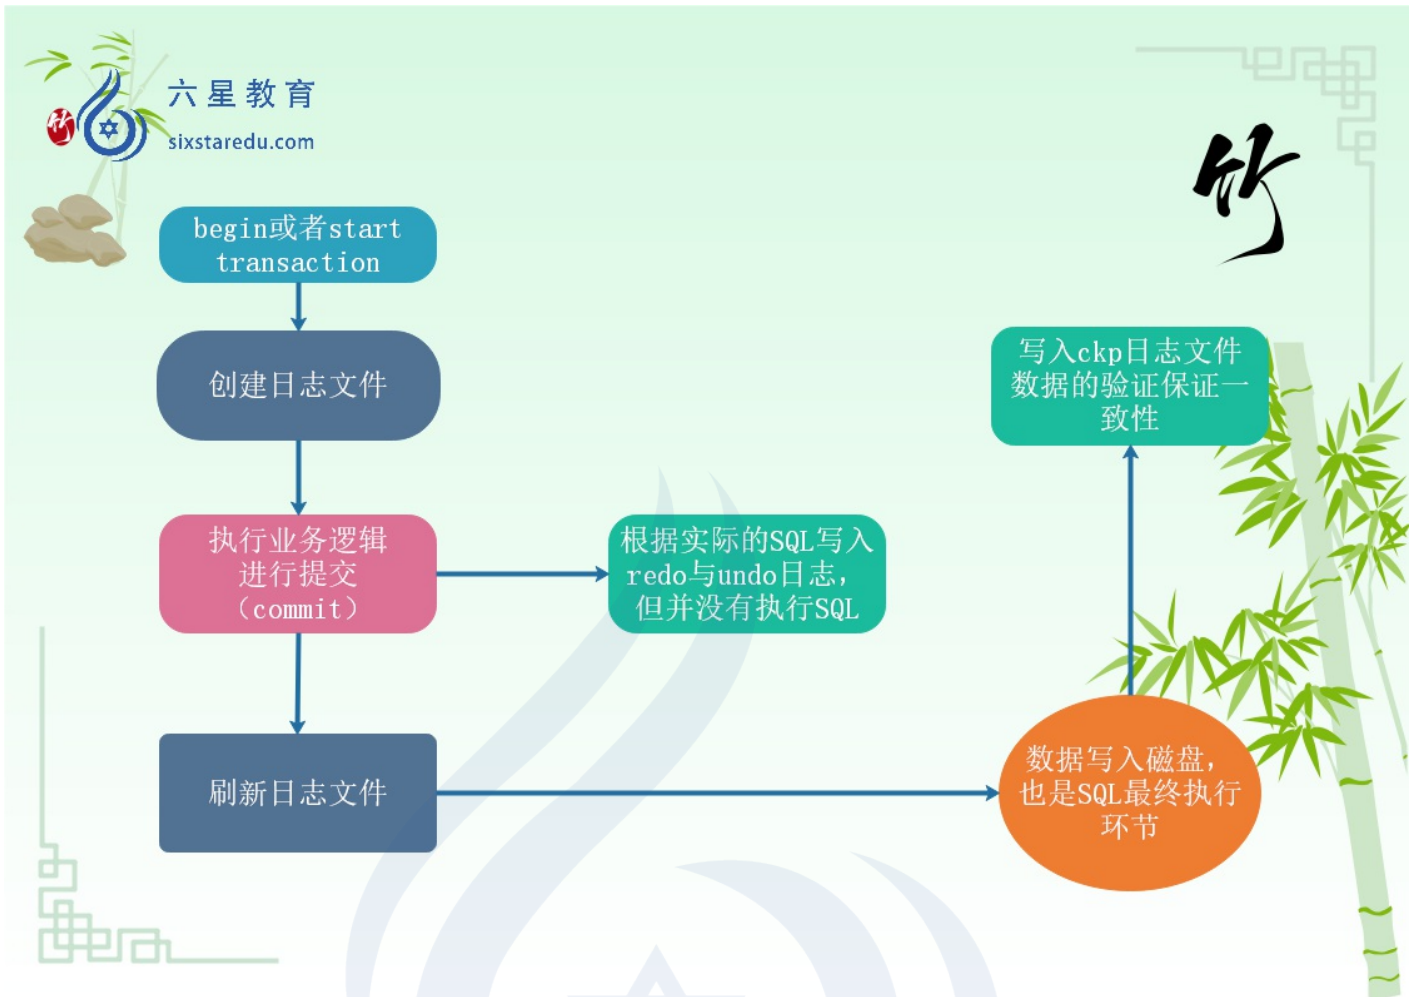 六星教育
竹
sixstaredu.com
竹
begin或者start
transaction
创建日志文件
写入ckp日志文件
数据的验证保证一
致性
执行业务逻辑
进行提交
（commit）
根据实际的SQL写入
redo与undo日志，
但并没有执行SQL
刷新日志文件
数据写入磁盘，
也是SQL最终执行
环节